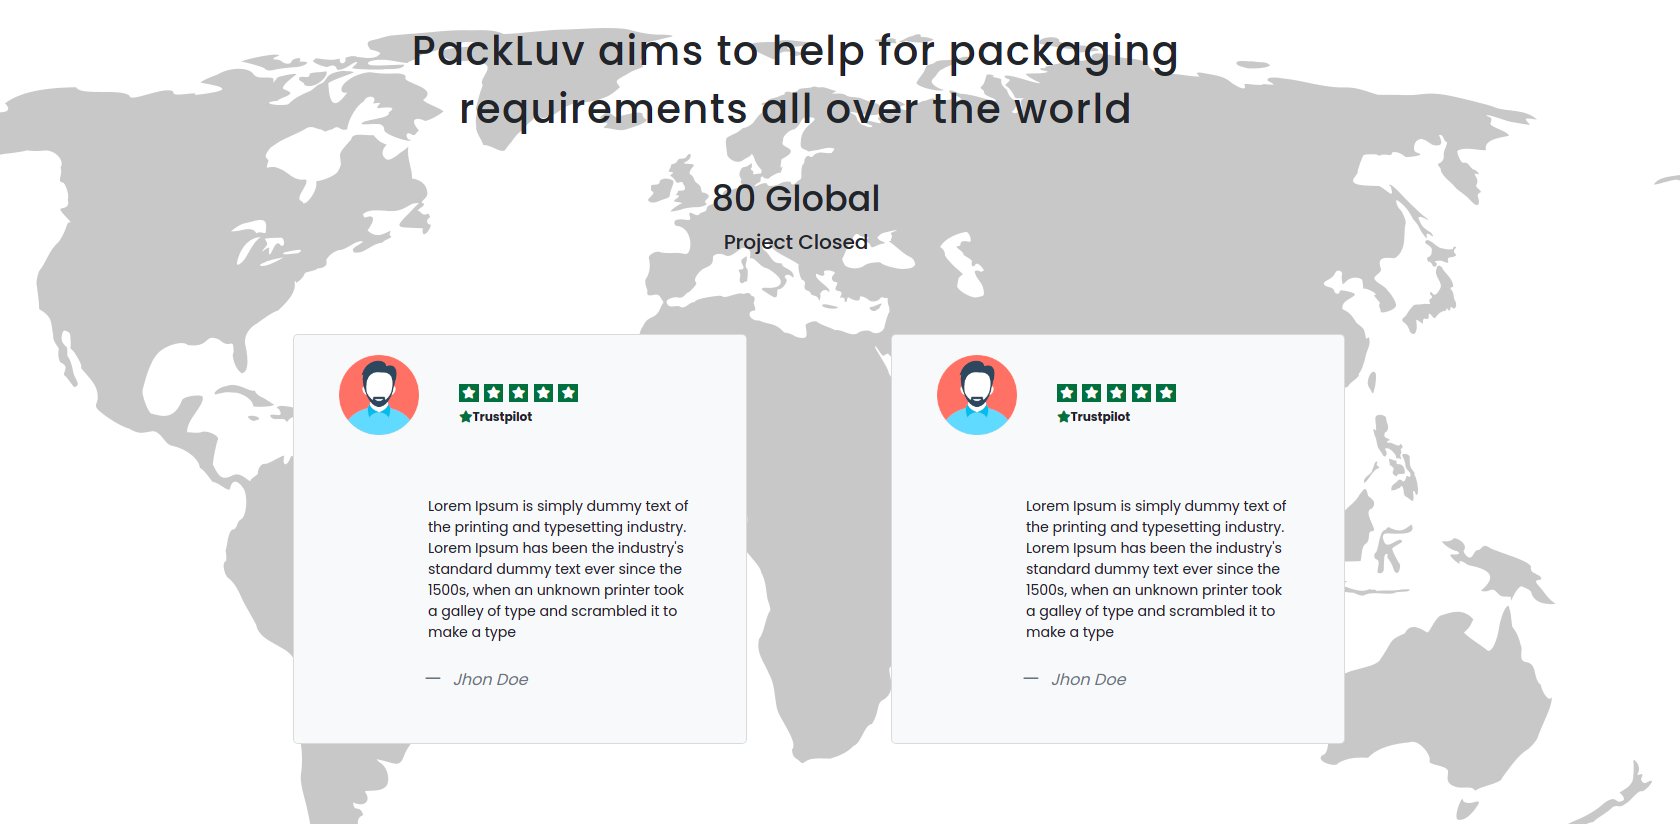 PackLuv aims to help for packaging
requirements all over the world
80 Global
Project Closed
Trustpilot
Lorem Ipsum is simply dummy text of
the printing and typesetting industry.
Lorem Ipsum has been the industry's
standard dummy text ever since the
1500s, when an unknown printer took
a galley of type and scrambled it to
make a type
— Jhon Doe
Trustpilot
Lorem Ipsum is simply dummy text of
the printing and typesetting industry.
Lorem Ipsum has been the industry's
standard dummy text ever since the
1500s, when an unknown printer took
a galley of type and scrambled it to
make a type
— Jhon Doe